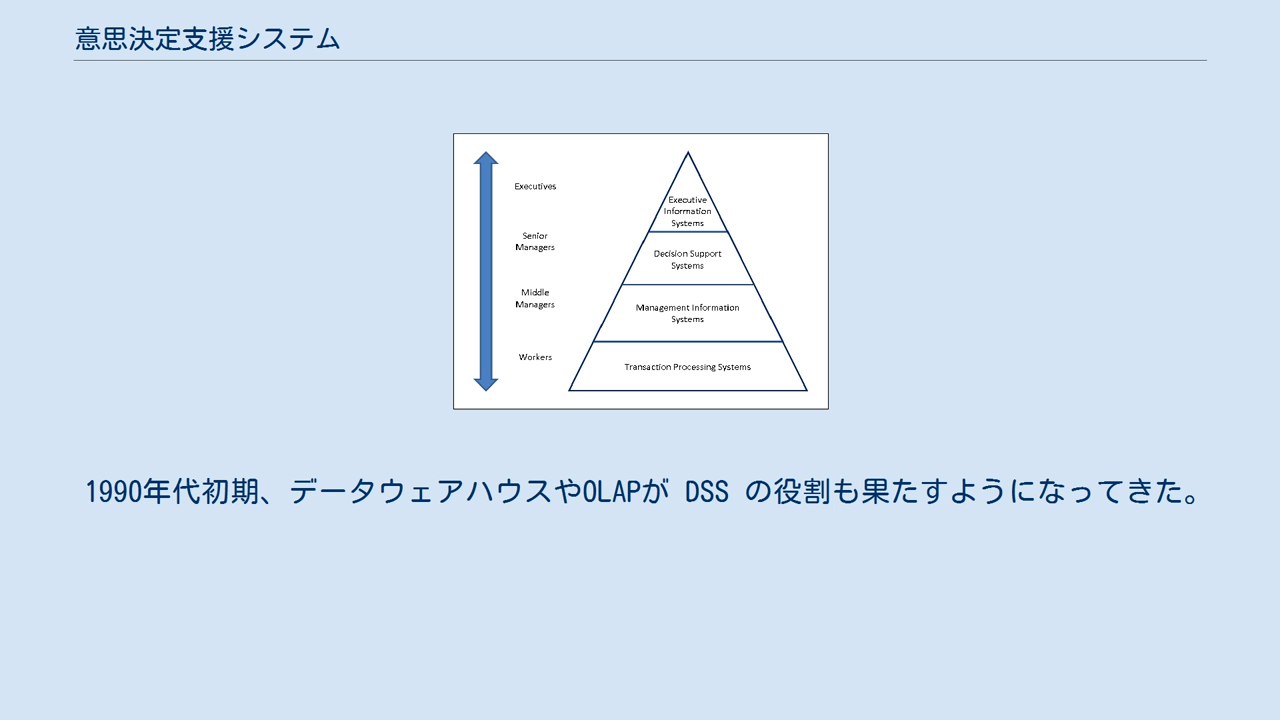 意思決定支援システム
Executives
Senior
Managers
Middle
Managers
Workers
Executive
Information
Systems
Decision Support
Systems
Management Information
Systems
Transaction Processing Systems
1990年代初期、データウェアハウスやOLAPが DSS の役割も果たすようになってきた。